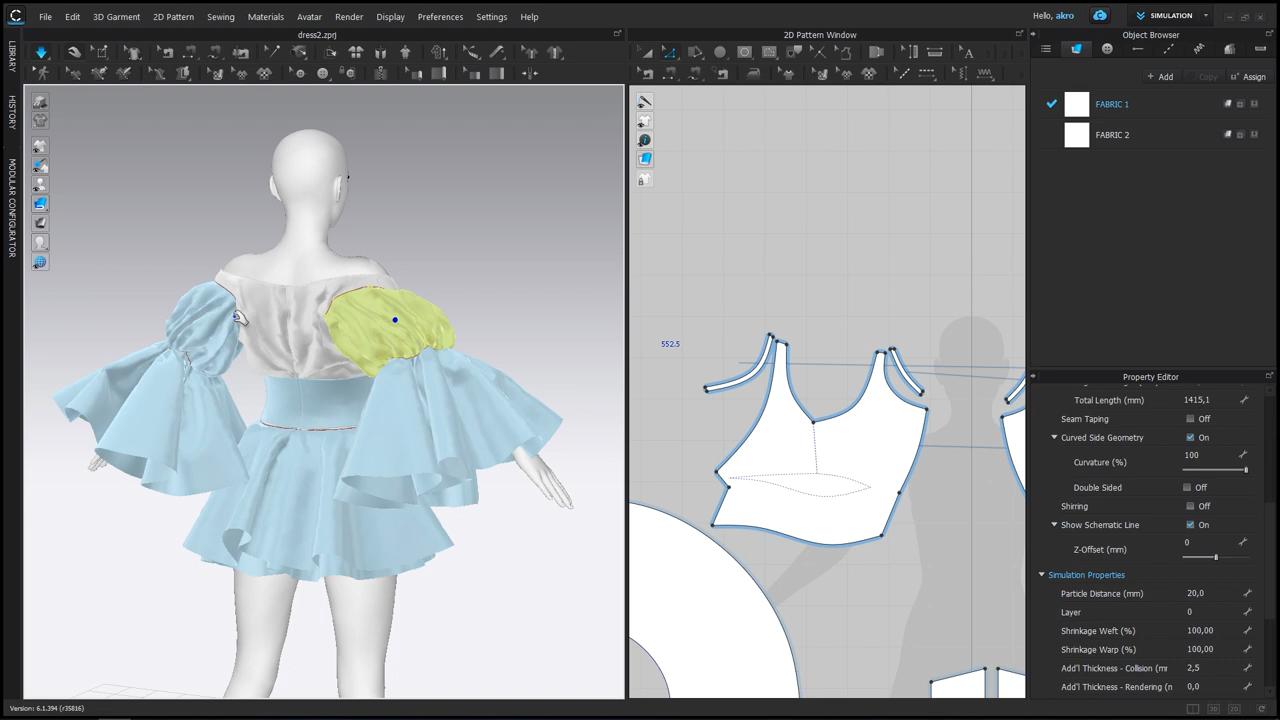 File Edit 3D Garment 2D Pattern Sewing Materials Avatar Render Display Preferences Settings Help
Hello, akro
SIMULATION
dress2.zprj
2D Pattern Window
Object Browser
LIBRARY
HISTORY
MODULAR CONFIGURATOR
A
+ Add
Copy
Assign
FABRIC 1
FABRIC 2
552.5
Property Editor
Total Length (mm) 1415,1
Seam Taping Off
Curved Side Geometry On
Curvature (%) 100
Double Sided Off
Shirring Off
Show Schematic Line On
Z-Offset (mm) 0
Simulation Properties
Particle Distance (mm) 20,0
Layer 0
Shrinkage Weft (%) 100,00
Shrinkage Warp (%) 100,00
Add'l Thickness - Collision (mr 2,5
Add'l Thickness - Rendering (n 0,0
Version: 6.1.394 (r35816)
3D
2D